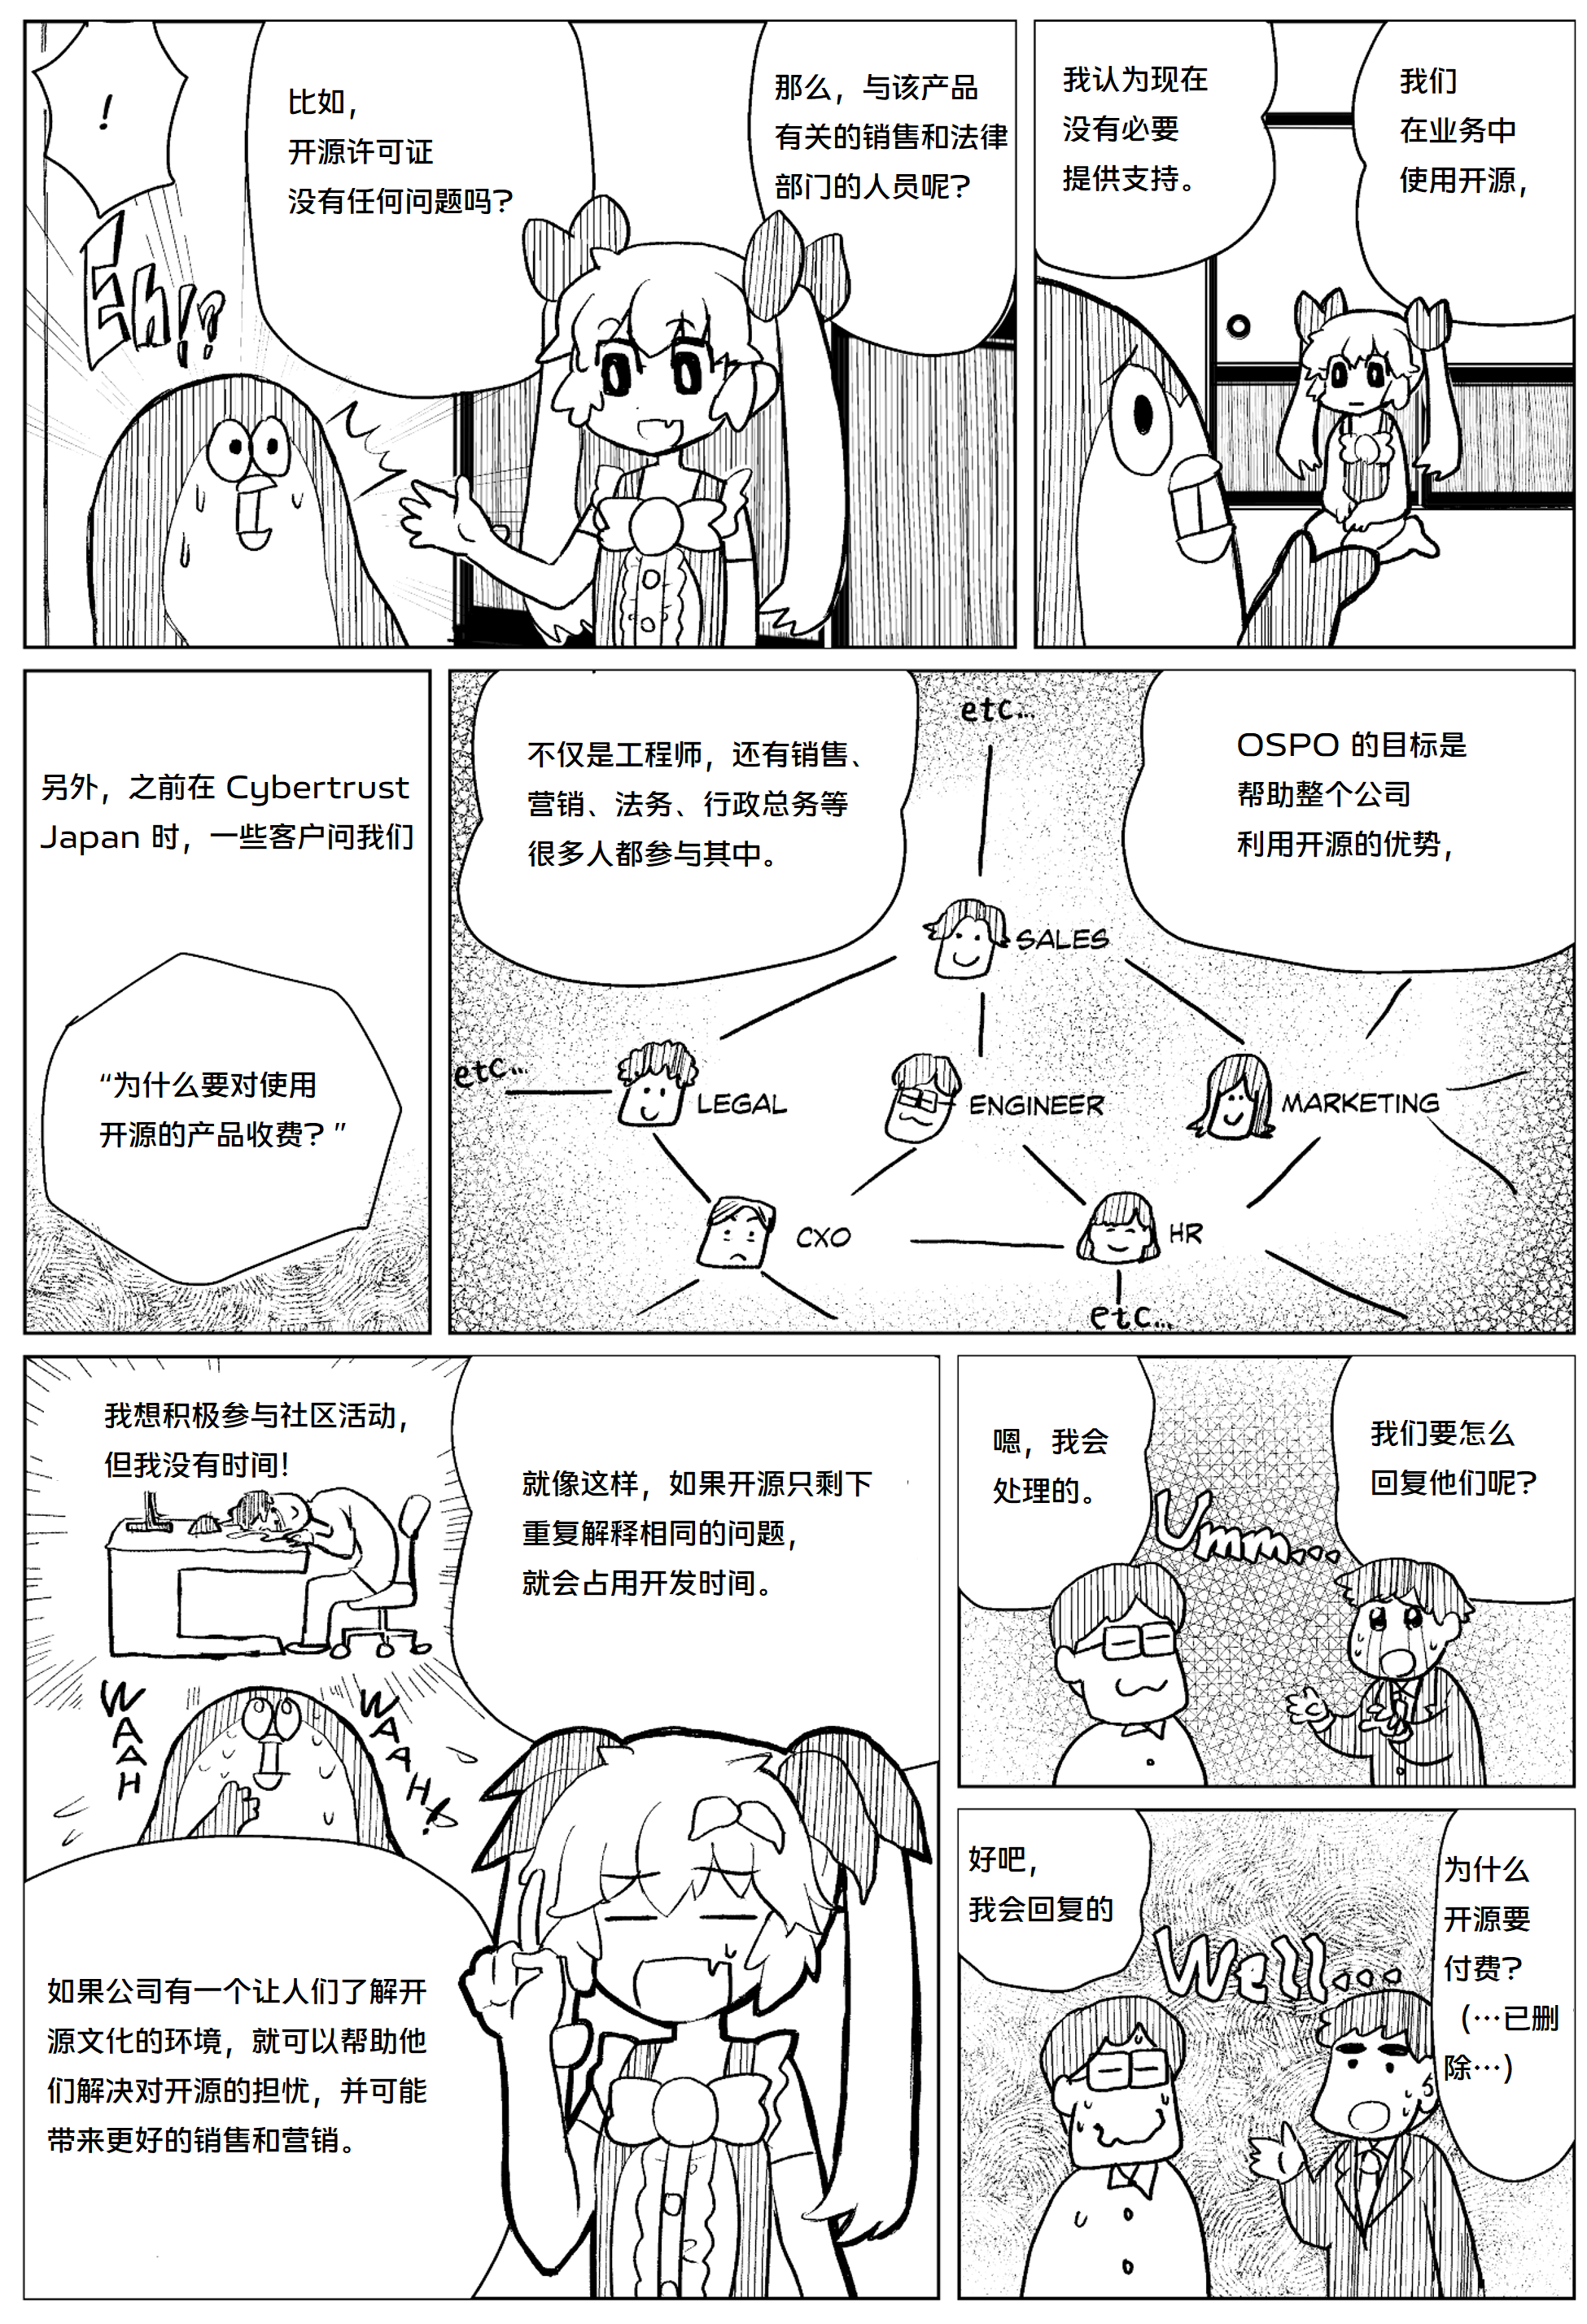 我们
在业务中
使用开源，
我认为现在
没有必要
提供支持。
那么，与该产品
有关的销售和法律
部门的人员呢？
比如，
开源许可证
没有任何问题吗？
！
Eh!?
OSPO 的目标是
帮助整个公司
利用开源的优势，
不仅是工程师，还有销售、
营销、法务、行政总务等
很多人都参与其中。
etc...
SALES
etc...
LEGAL
ENGINEER
MARKETING
CXO
HR
etc...
另外，之前在 Cybertrust
Japan 时，一些客户问我们
“为什么要对使用
开源的产品收费？”
我们要怎么
回复他们呢？
嗯，我会
处理的。
Umm...
为什么
开源要
付费？
（…已删
除…）
好吧，
我会回复的
Well...
就像这样，如果开源只剩下
重复解释相同的问题，
就会占用开发时间。
我想积极参与社区活动，
但我没有时间！
WAAH
WAAH!
如果公司有一个让人们了解开
源文化的环境，就可以帮助他
们解决对开源的担忧，并可能
带来更好的销售和营销。